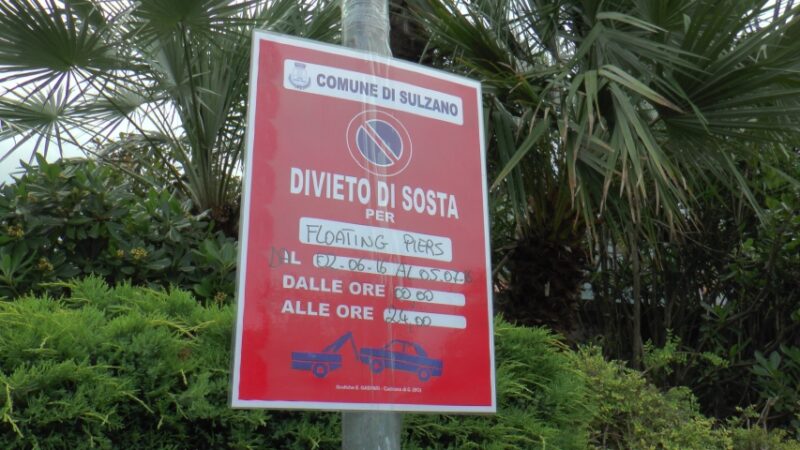 COMUNE DI SULZANO
DIVIETO DI SOSTA
PER
FLOATING PIERS
DAL 02-06-16 AL 05.07.16
DALLE ORE 00.00
ALLE ORE 24,00